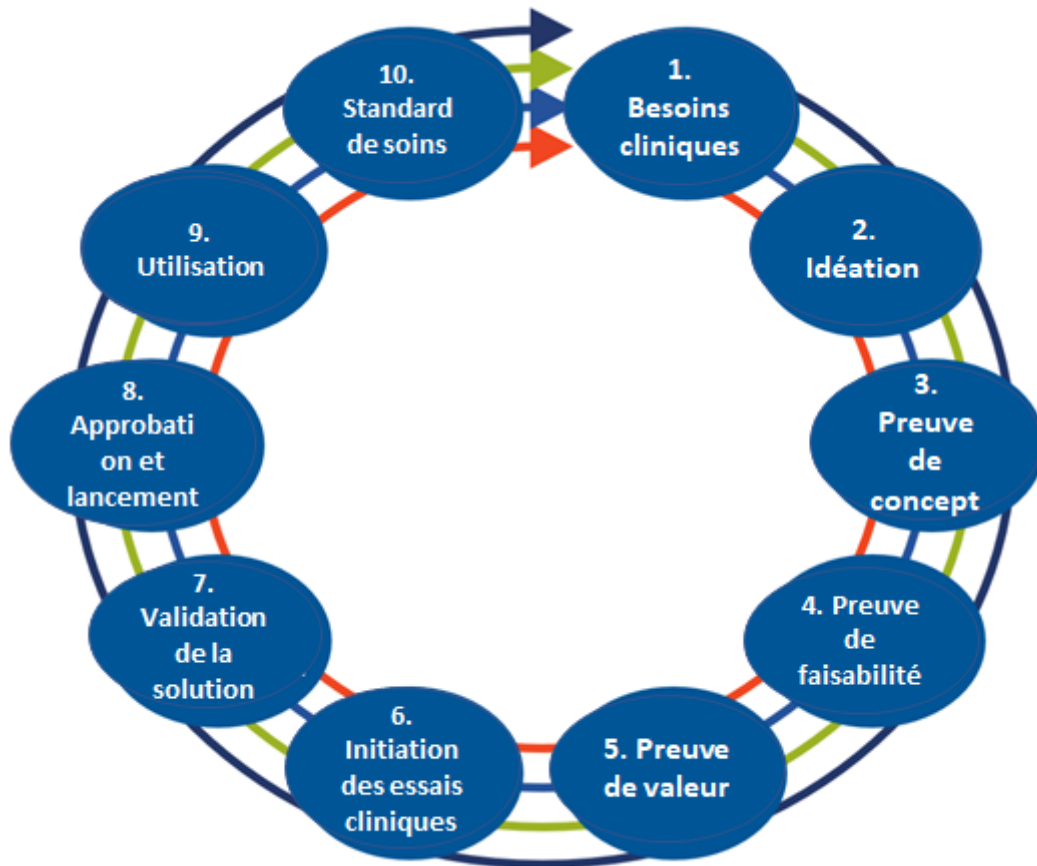 1.
Besoins
cliniques
2.
Idéation
3.
Preuve
de
concept
4. Preuve
de
faisabilité
5. Preuve
de valeur
6.
Initiation
des essais
cliniques
7.
Validation
de la
solution
8.
Approbati
on et
lancement
9.
Utilisation
10.
Standard
de soins